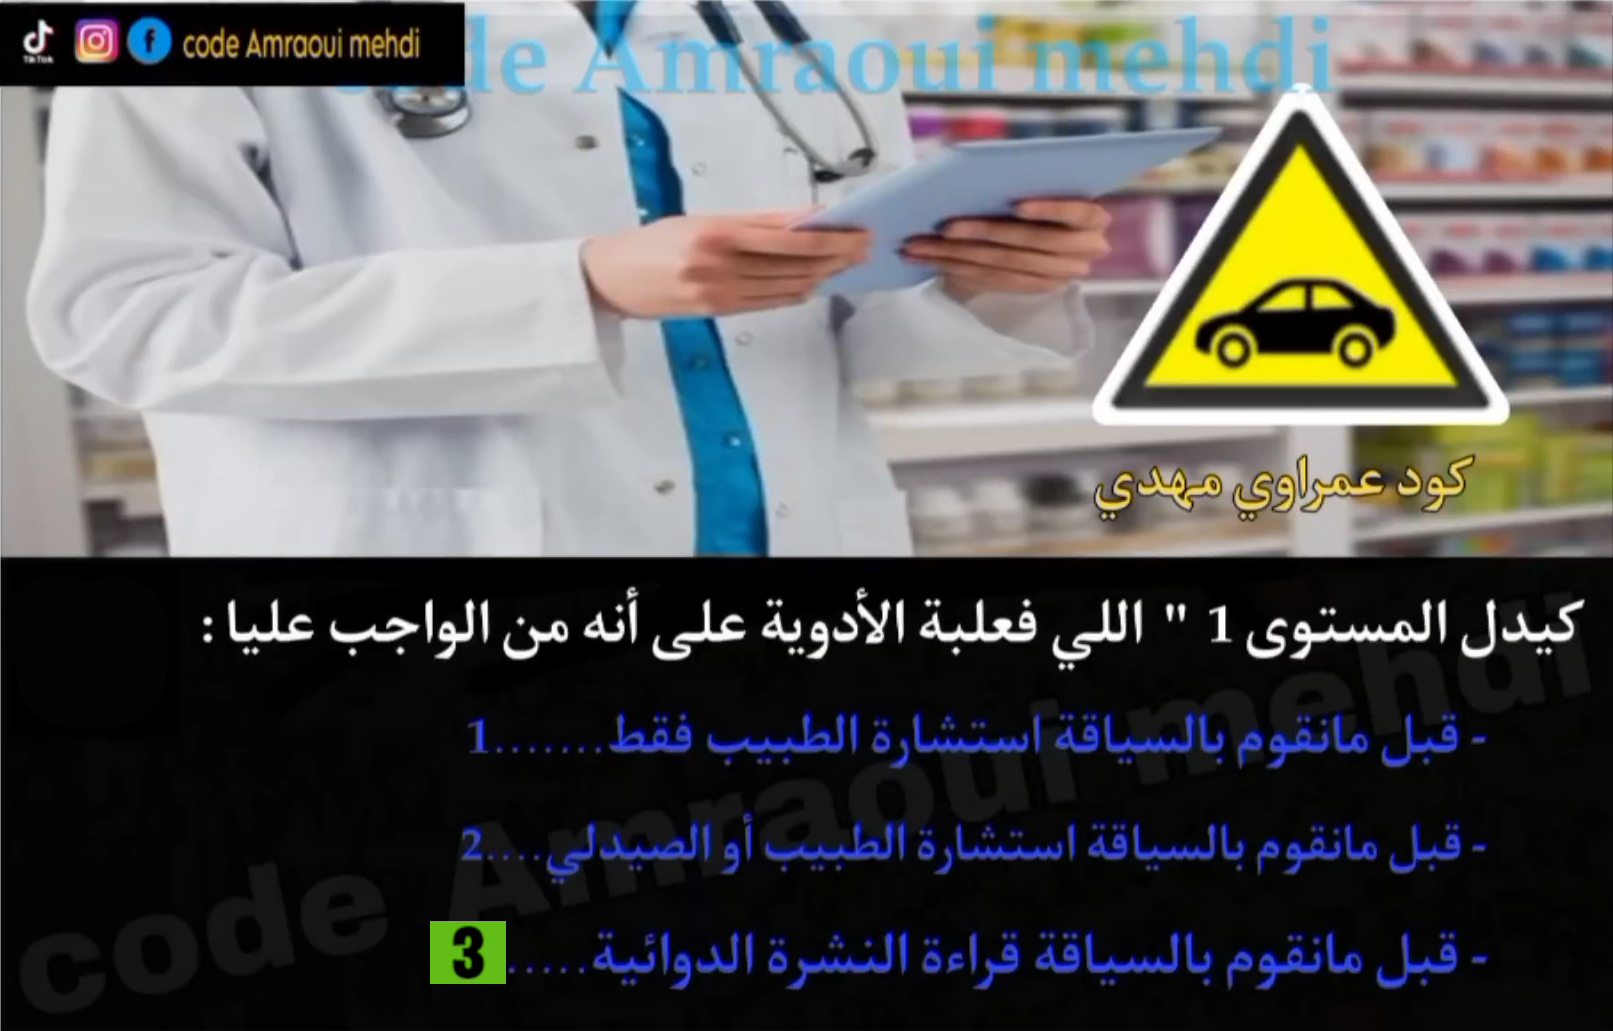 TikTok
code Amraoui mehdi
code Amraoui mehdi
كود عمراوي مهدي
كيدل المستوى 1 " اللي فعلبة الأدوية على أنه من الواجب عليا :
- قبل مانقوم بالسياقة استشارة الطبيب فقط.......1
- قبل مانقوم بالسياقة استشارة الطبيب أو الصيدلي....2
- قبل مانقوم بالسياقة قراءة النشرة الدوائية.....3
code Amraoui mehdi